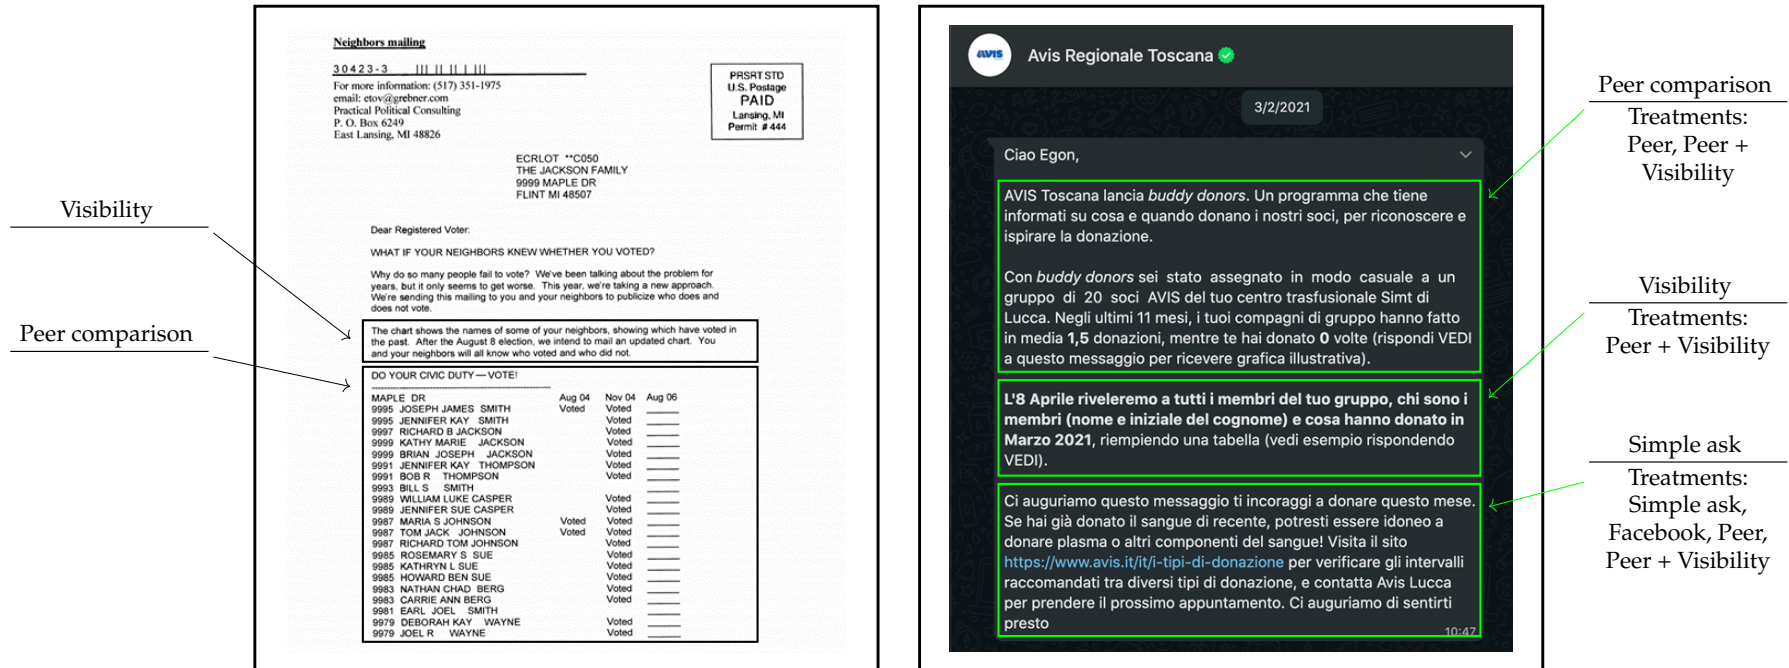 Visibility
Peer comparison
Neighbors mailing
30423-3
For more information: (517) 351-1975
email: etov@grebner.com
Practical Political Consulting
P. O. Box 6249
East Lansing, MI 48826
PRSRT STD
U.S. Postage
PAID
Lansing, MI
Permit # 444
ECRLOT **C050
THE JACKSON FAMILY
9999 MAPLE DR
FLINT MI 48507
Dear Registered Voter:
WHAT IF YOUR NEIGHBORS KNEW WHETHER YOU VOTED?
Why do so many people fail to vote? We've been talking about the problem for
years, but it only seems to get worse. This year, we're taking a new approach.
We're sending this mailing to you and your neighbors to publicize who does and
does not vote.
The chart shows the names of some of your neighbors, showing which have voted in
the past. After the August 8 election, we intend to mail an updated chart. You
and your neighbors will all know who voted and who did not.
DO YOUR CIVIC DUTY — VOTE!
MAPLE DR Aug 04 Nov 04 Aug 06
9995 JOSEPH JAMES SMITH Voted Voted
9995 JENNIFER KAY SMITH Voted
9997 RICHARD B JACKSON Voted
9999 KATHY MARIE JACKSON Voted
9999 BRIAN JOSEPH JACKSON Voted
9991 JENNIFER KAY THOMPSON Voted
9991 BOB R THOMPSON Voted
9993 BILL S SMITH
9989 WILLIAM LUKE CASPER Voted
9989 JENNIFER SUE CASPER Voted
9987 MARIA S JOHNSON Voted Voted
9987 TOM JACK JOHNSON Voted Voted
9987 RICHARD TOM JOHNSON Voted
9985 ROSEMARY S SUE Voted
9985 KATHRYN L SUE Voted
9985 HOWARD BEN SUE Voted
9983 NATHAN CHAD BERG Voted
9983 CARRIE ANN BERG Voted
9981 EARL JOEL SMITH
9979 DEBORAH KAY WAYNE Voted
9979 JOEL R WAYNE Voted
AVIS
Avis Regionale Toscana
3/2/2021
Ciao Egon,
AVIS Toscana lancia buddy donors. Un programma che tiene
informati su cosa e quando donano i nostri soci, per riconoscere e
ispirare la donazione.
Con buddy donors sei stato assegnato in modo casuale a un
gruppo di 20 soci AVIS del tuo centro trasfusionale Simt di
Lucca. Negli ultimi 11 mesi, i tuoi compagni di gruppo hanno fatto
in media 1,5 donazioni, mentre te hai donato 0 volte (rispondi VEDI
a questo messaggio per ricevere grafica illustrativa).
L'8 Aprile riveleremo a tutti i membri del tuo gruppo, chi sono i
membri (nome e iniziale del cognome) e cosa hanno donato in
Marzo 2021, riempiendo una tabella (vedi esempio rispondendo
VEDI).
Ci auguriamo questo messaggio ti incoraggi a donare questo mese.
Se hai già donato il sangue di recente, potresti essere idoneo a
donare plasma o altri componenti del sangue! Visita il sito
https://www.avis.it/it/i-tipi-di-donazione per verificare gli intervalli
raccomandati tra diversi tipi di donazione, e contatta Avis Lucca
per prendere il prossimo appuntamento. Ci auguriamo di sentirti
presto
10:47
Peer comparison
Treatments:
Peer, Peer +
Visibility
Visibility
Treatments:
Peer + Visibility
Simple ask
Treatments:
Simple ask,
Facebook, Peer,
Peer + Visibility